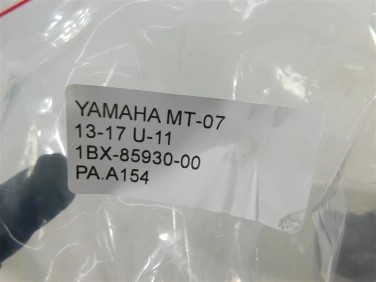 YAMAHA MT-07
13-17 U-11
1BX-85930-00
PA.A154